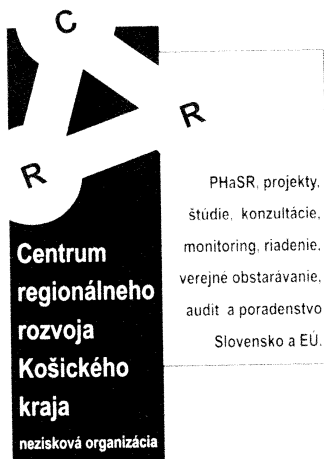 C
R
R
PHaSR, projekty,
štúdie, konzultácie,
monitoring, riadenie,
verejné obstarávanie,
audit a poradenstvo
Slovensko a EÚ.
Centrum
regionálneho
rozvoja
Košického
kraja
nezisková organizácia